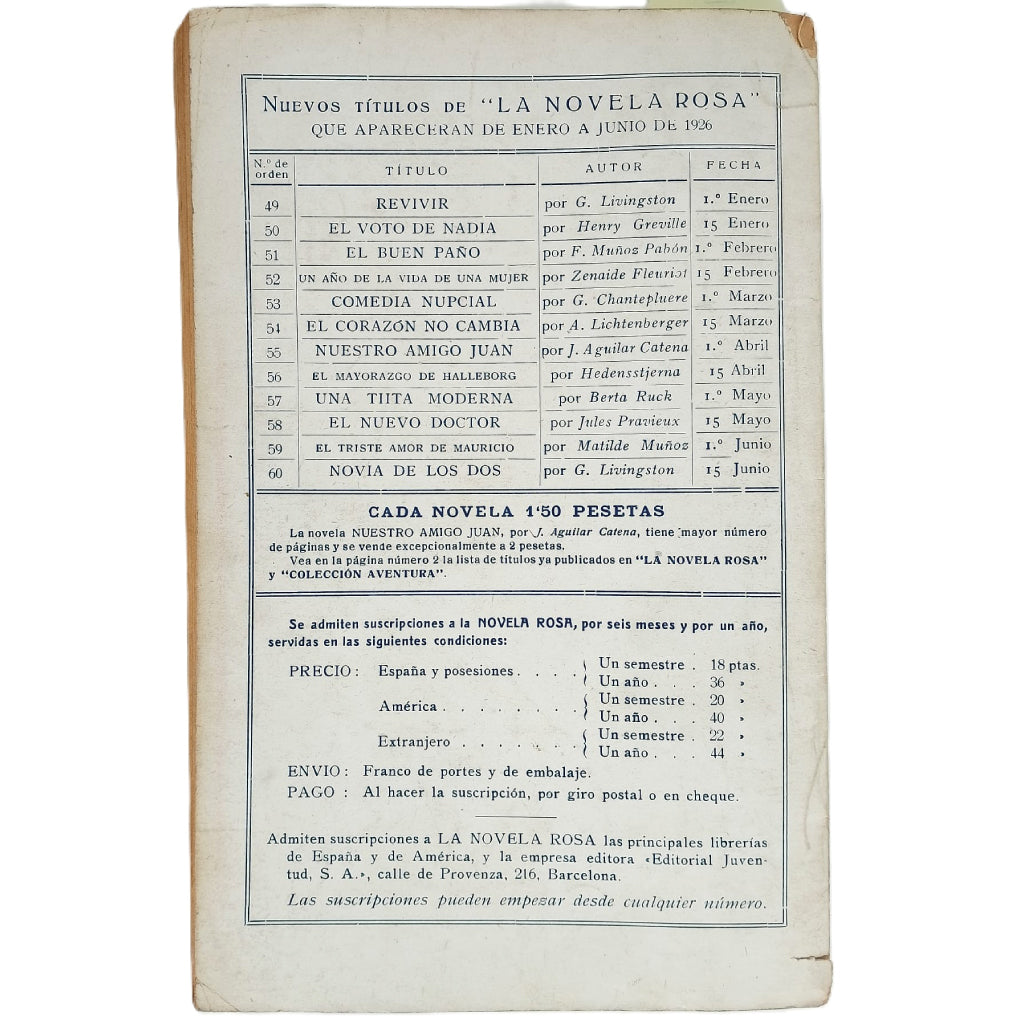 NUEVOS TÍTULOS DE "LA NOVELA ROSA"
QUE APARECERAN DE ENERO A JUNIO DE 1926
N.º de orden TÍTULO AUTOR FECHA
49 REVIVIR por G. Livingston 1.º Enero
50 EL VOTO DE NADIA por Henry Greville 15 Enero
51 EL BUEN PAÑO por F. Muñoz Pabón 1.º Febrero
52 UN AÑO DE LA VIDA DE UNA MUJER por Zenaide Fleuriot 15 Febrero
53 COMEDIA NUPCIAL por G. Chantepluere 1.º Marzo
54 EL CORAZÓN NO CAMBIA por A. Lichtenberger 15 Marzo
55 NUESTRO AMIGO JUAN por J. Aguilar Catena 1.º Abril
56 EL MAYORAZGO DE HALLEBORG por Hedensstjerna 15 Abril
57 UNA TIITA MODERNA por Berta Ruck 1.º Mayo
58 EL NUEVO DOCTOR por Jules Pravieux 15 Mayo
59 EL TRISTE AMOR DE MAURICIO por Matilde Muñoz 1.º Junio
60 NOVIA DE LOS DOS por G. Livingston 15 Junio
CADA NOVELA 1'50 PESETAS
La novela NUESTRO AMIGO JUAN, por J. Aguilar Catena, tiene mayor número
de páginas y se vende excepcionalmente a 2 pesetas.
Vea en la página número 2 la lista de títulos ya publicados en "LA NOVELA ROSA"
y "COLECCIÓN AVENTURA".
Se admiten suscripciones a la NOVELA ROSA, por seis meses y por un año,
servidas en las siguientes condiciones:
PRECIO: España y posesiones . . . . { Un semestre . 18 ptas.
{ Un año . . . 36 »
América . . . . . . . . { Un semestre . 20 »
{ Un año . . . 40 »
Extranjero . . . . . . . { Un semestre . 22 »
{ Un año . . . 44 »
ENVIO: Franco de portes y de embalaje.
PAGO : Al hacer la suscripción, por giro postal o en cheque.
Admiten suscripciones a LA NOVELA ROSA las principales librerías
de España y de América, y la empresa editora «Editorial Juven-
tud, S. A.», calle de Provenza, 216, Barcelona.
Las suscripciones pueden empezar desde cualquier número.